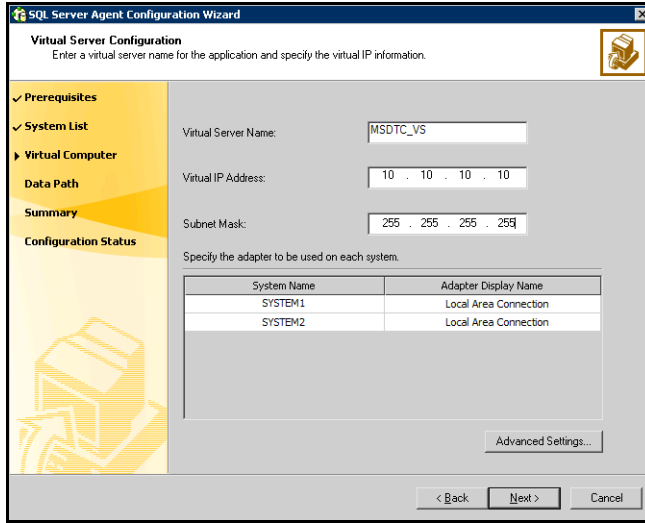 SQL Server Agent Configuration Wizard
Virtual Server Configuration
Enter a virtual server name for the application and specify the virtual IP information.
Prerequisites
System List
Virtual Computer
Data Path
Summary
Configuration Status
Virtual Server Name: MSDTC_VS
Virtual IP Address: 10 . 10 . 10 . 10
Subnet Mask: 255 . 255 . 255 . 255
Specify the adapter to be used on each system.
System Name Adapter Display Name
SYSTEM1 Local Area Connection
SYSTEM2 Local Area Connection
Advanced Settings...
< Back Next > Cancel